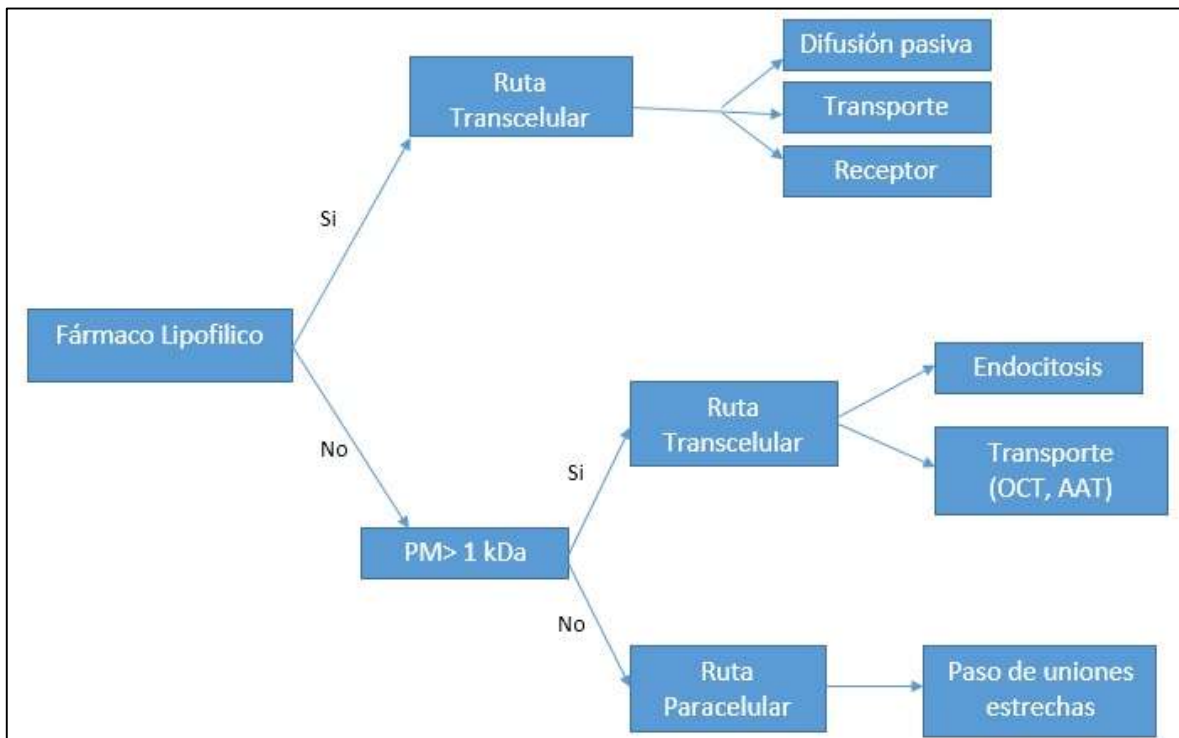 Difusión pasiva
Ruta
Transcelular
Transporte
Receptor
Si
Fármaco Lipofilico
No
Ruta
Transcelular
Endocitosis
Transporte
(OCT, AAT)
Si
PM> 1 kDa
No
Ruta
Paracelular
Paso de uniones
estrechas